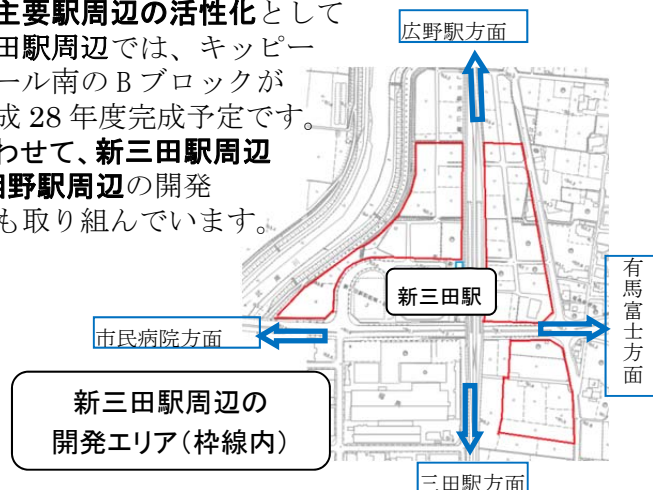 主要駅周辺の活性化として
田駅周辺では、キッピー
ール南のBブロックが
成28年度完成予定です。
わせて、新三田駅周辺
相野駅周辺の開発
も取り組んでいます。
広野駅方面
新三田駅
市民病院方面
有馬富士方面
新三田駅周辺の
開発エリア(枠線内)
三田駅方面